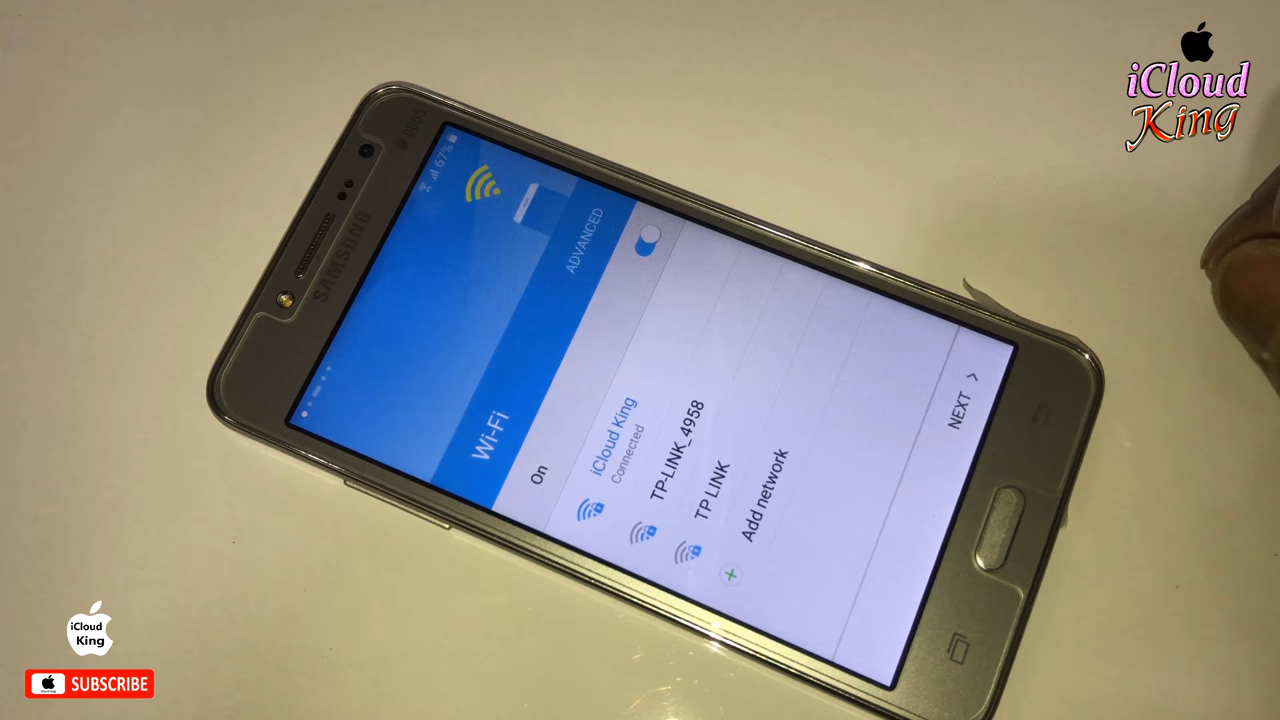 iCloud
King
DUOS
SAMSUNG
67%
ADVANCED
Wi-Fi
On
iCloud King
Connected
TP-LINK_4958
TP LINK
Add network
NEXT >
iCloud
King
SUBSCRIBE